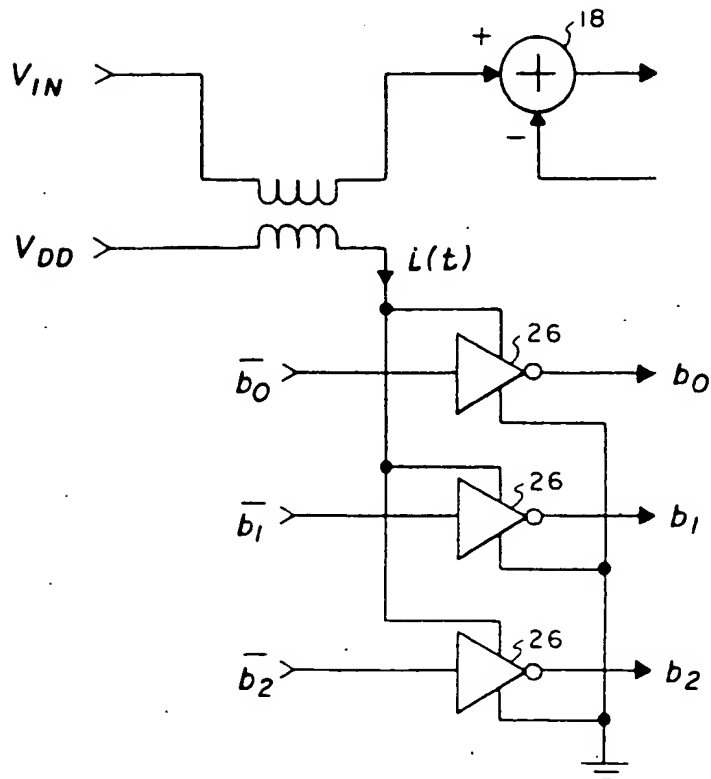 18
+
V_IN
+
−
V_DD
i(t)
26
b̅₀
b₀
26
b̅₁
b₁
26
b̅₂
b₂